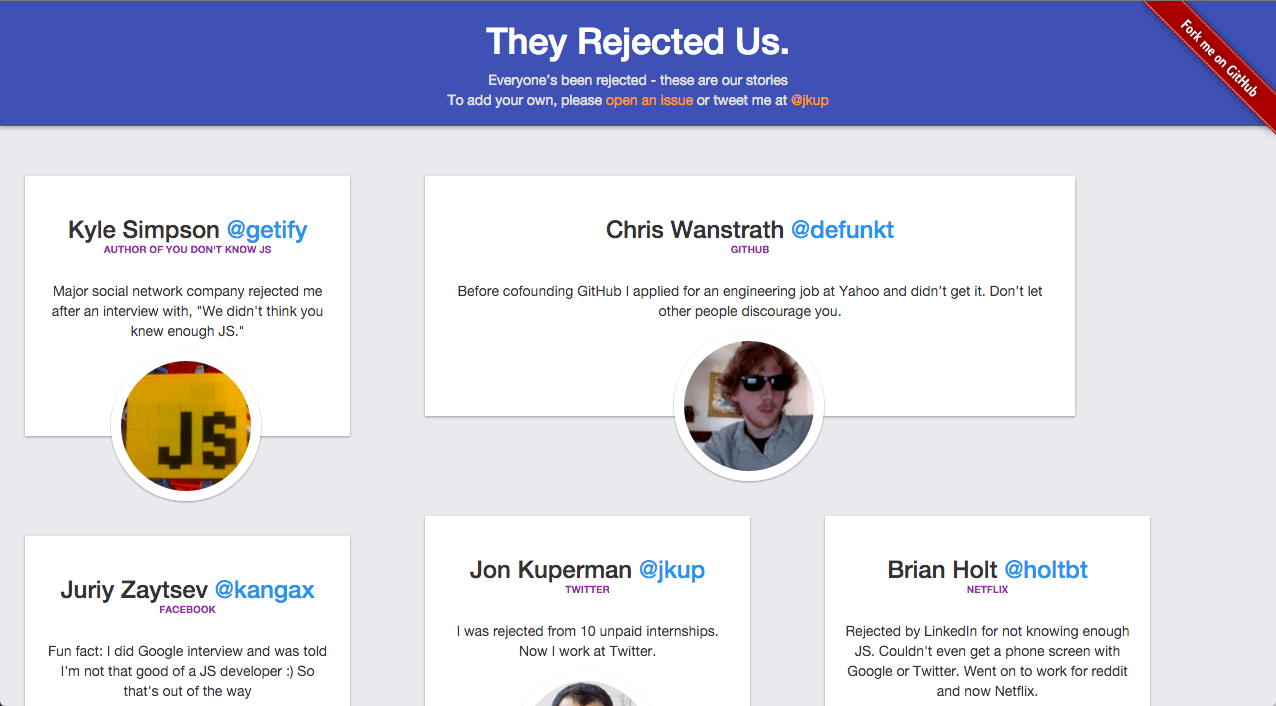 They Rejected Us.
Everyone's been rejected - these are our stories
To add your own, please open an issue or tweet me at @jkup
Fork me on GitHub
Kyle Simpson @getify
AUTHOR OF YOU DON'T KNOW JS
Major social network company rejected me
after an interview with, "We didn't think you
knew enough JS."
J$
Chris Wanstrath @defunkt
GITHUB
Before cofounding GitHub I applied for an engineering job at Yahoo and didn't get it. Don't let
other people discourage you.
Juriy Zaytsev @kangax
FACEBOOK
Fun fact: I did Google interview and was told
I'm not that good of a JS developer :) So
that's out of the way
Jon Kuperman @jkup
TWITTER
I was rejected from 10 unpaid internships.
Now I work at Twitter.
Brian Holt @holtbt
NETFLIX
Rejected by LinkedIn for not knowing enough
JS. Couldn't even get a phone screen with
Google or Twitter. Went on to work for reddit
and now Netflix.